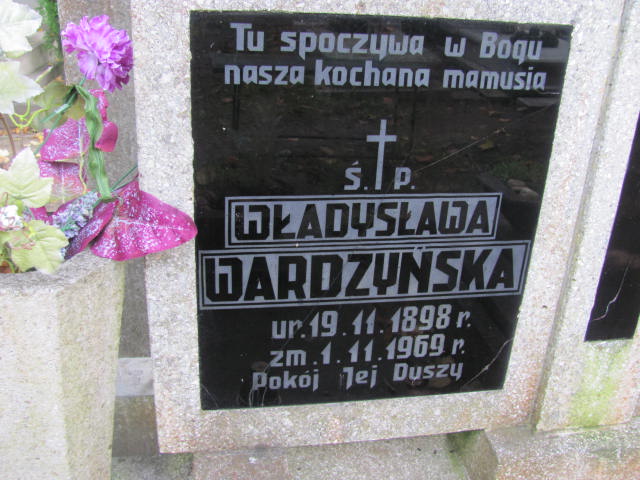 Tu spoczywa w Bogu
nasza kochana mamusia
Ś. P.
WŁADYSŁAWA
WARDZYŃSKA
ur. 19. 11. 1898 r.
zm. 1. 11. 1969 r.
Pokój Jej Duszy